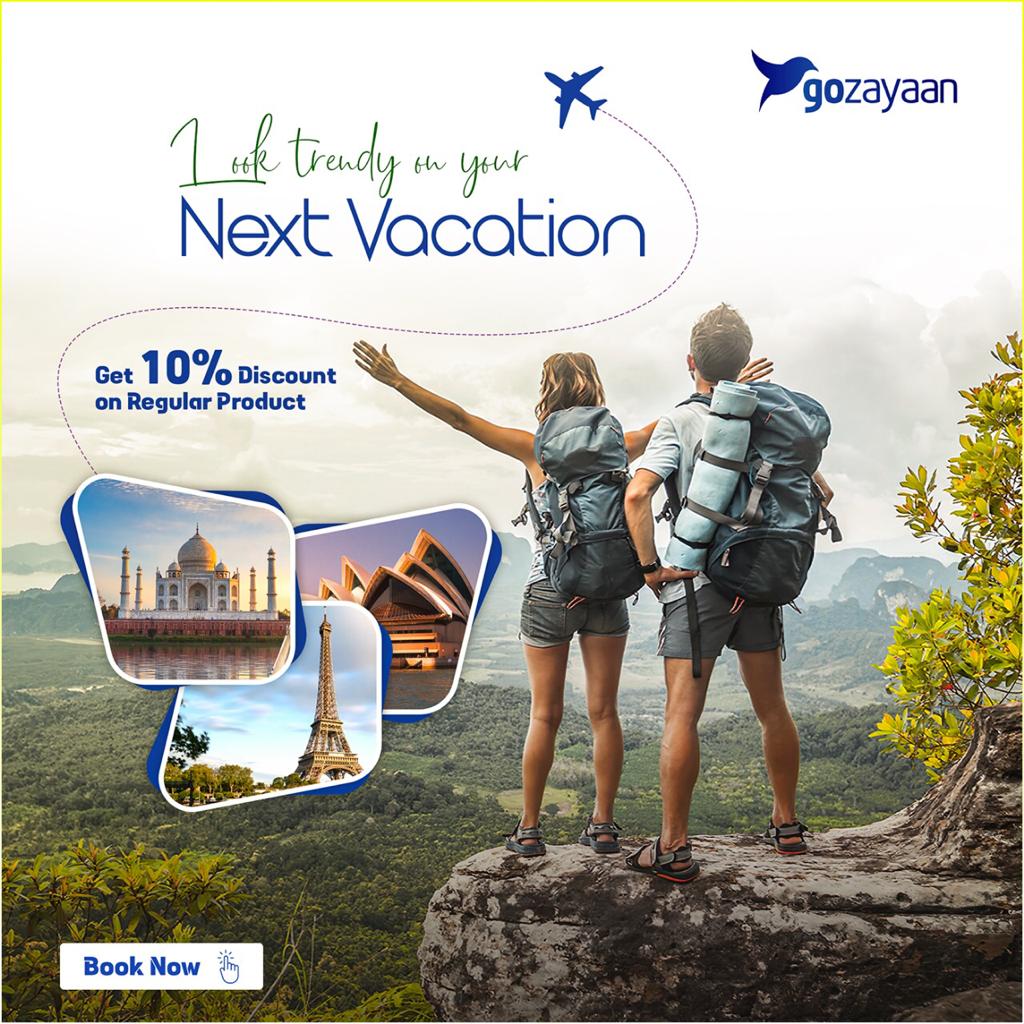 gozayaan
Look trendy on your
Next Vacation
Get 10% Discount
on Regular Product
Book Now